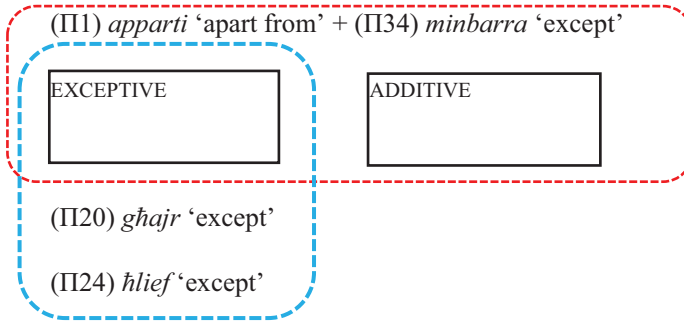 (Π1) apparti ‘apart from’ + (Π34) minbarra ‘except’
EXCEPTIVE ADDITIVE
(Π20) għajr ‘except’
(Π24) ħlief ‘except’